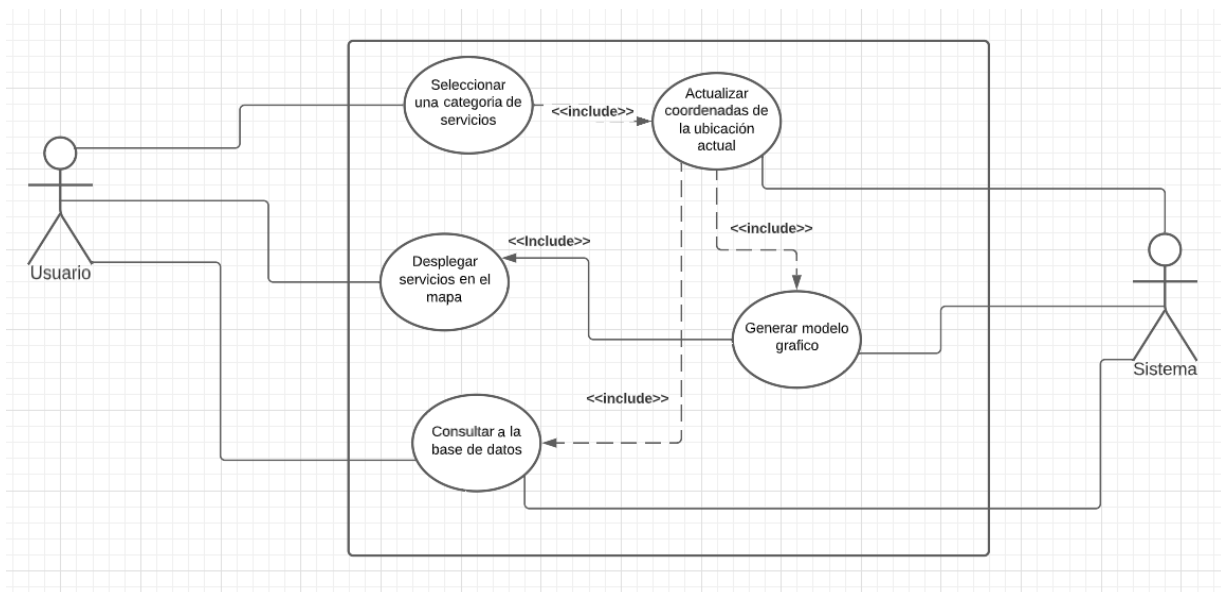 Seleccionar
una categoria de
servicios
<<include>>
Actualizar
coordenadas de
la ubicación
actual
Usuario
<<Include>>
Desplegar
servicios en el
mapa
<<include>>
Generar modelo
grafico
Sistema
<<include>>
Consultar a la
base de datos